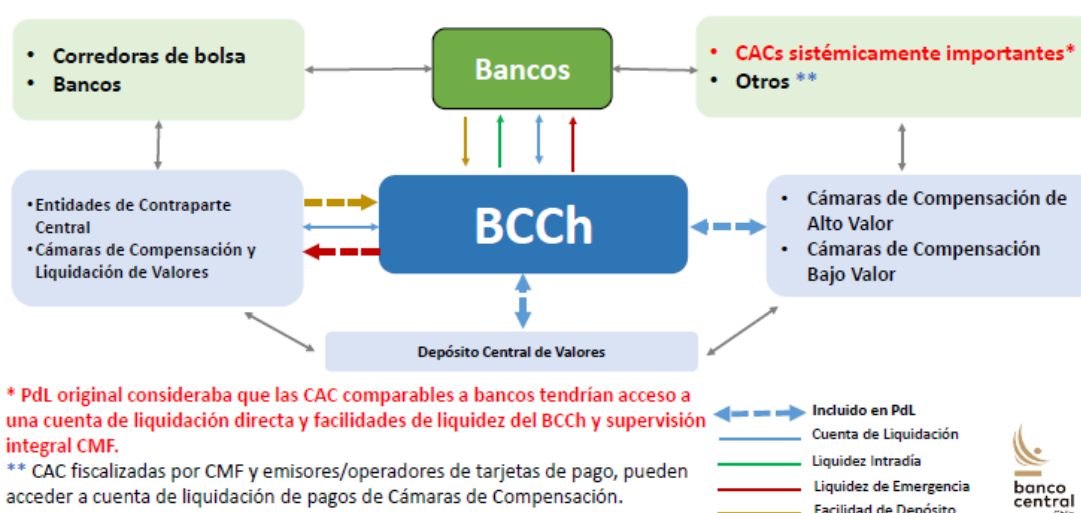 • Corredoras de bolsa
• Bancos
Bancos
• CACs sistémicamente importantes*
• Otros **
•Entidades de Contraparte
Central
•Cámaras de Compensación y
Liquidación de Valores
BCCh
• Cámaras de Compensación de
Alto Valor
• Cámaras de Compensación
Bajo Valor
Depósito Central de Valores
* PdL original consideraba que las CAC comparables a bancos tendrían acceso a
una cuenta de liquidación directa y facilidades de liquidez del BCCh y supervisión
integral CMF.
** CAC fiscalizadas por CMF y emisores/operadores de tarjetas de pago, pueden
acceder a cuenta de liquidación de pagos de Cámaras de Compensación.
Incluido en PdL
Cuenta de Liquidación
Liquidez Intradía
Liquidez de Emergencia
Facilidad de Depósito
banco
central